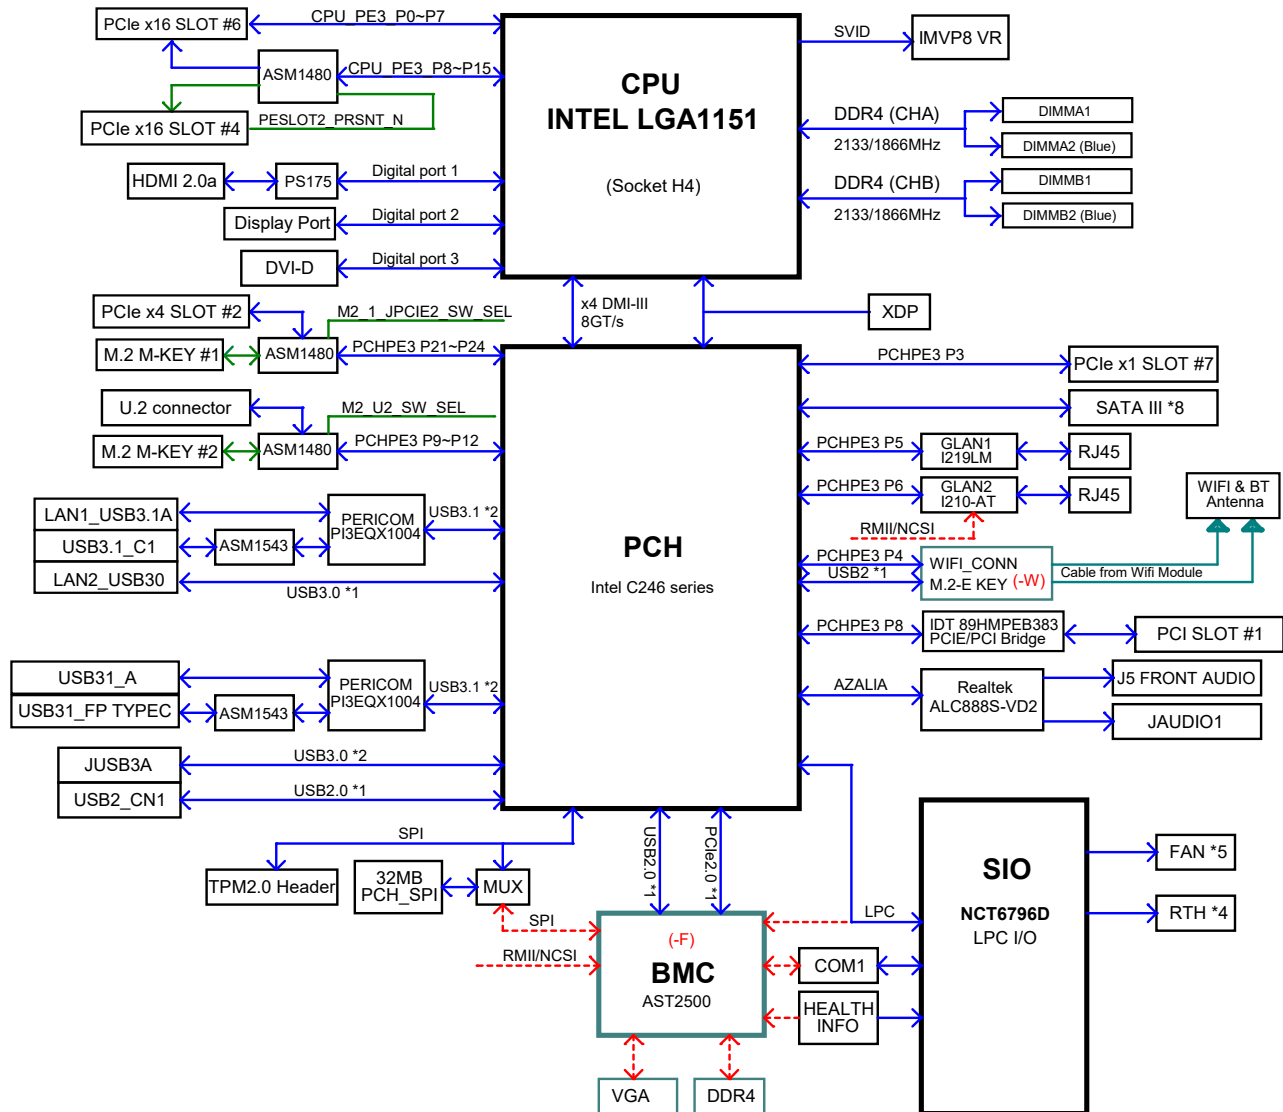 PCIe x16 SLOT #6
CPU_PE3_P0~P7
ASM1480
CPU_PE3_P8~P15
PCIe x16 SLOT #4
PESLOT2_PRSNT_N
HDMI 2.0a
PS175
Digital port 1
Display Port
Digital port 2
DVI-D
Digital port 3
CPU
INTEL LGA1151
(Socket H4)
SVID
IMVP8 VR
DDR4 (CHA)
2133/1866MHz
DIMMA1
DIMMA2 (Blue)
DDR4 (CHB)
2133/1866MHz
DIMMB1
DIMMB2 (Blue)
x4 DMI-III
8GT/s
XDP
PCIe x4 SLOT #2
M2_1_JPCIE2_SW_SEL
M.2 M-KEY #1
ASM1480
PCHPE3 P21~P24
U.2 connector
M2_U2_SW_SEL
M.2 M-KEY #2
ASM1480
PCHPE3 P9~P12
LAN1_USB3.1A
USB3.1_C1
LAN2_USB30
ASM1543
PERICOM
PI3EQX1004
USB3.1 *2
USB3.0 *1
USB31_A
USB31_FP TYPEC
ASM1543
PERICOM
PI3EQX1004
USB3.1 *2
JUSB3A
USB3.0 *2
USB2_CN1
USB2.0 *1
PCH
Intel C246 series
PCHPE3 P3
PCIe x1 SLOT #7
SATA III *8
PCHPE3 P5
GLAN1
I219LM
RJ45
PCHPE3 P6
GLAN2
I210-AT
RJ45
RMII/NCSI
WIFI & BT
Antenna
PCHPE3 P4
USB2 *1
WIFI_CONN
M.2-E KEY (-W)
Cable from Wifi Module
PCHPE3 P8
IDT 89HMPEB383
PCIE/PCI Bridge
PCI SLOT #1
AZALIA
Realtek
ALC888S-VD2
J5 FRONT AUDIO
JAUDIO1
SPI
TPM2.0 Header
32MB
PCH_SPI
MUX
SPI
RMII/NCSI
USB2.0 *1
PCIe2.0 *1
(-F)
BMC
AST2500
LPC
COM1
HEALTH
INFO
VGA
DDR4
SIO
NCT6796D
LPC I/O
FAN *5
RTH *4